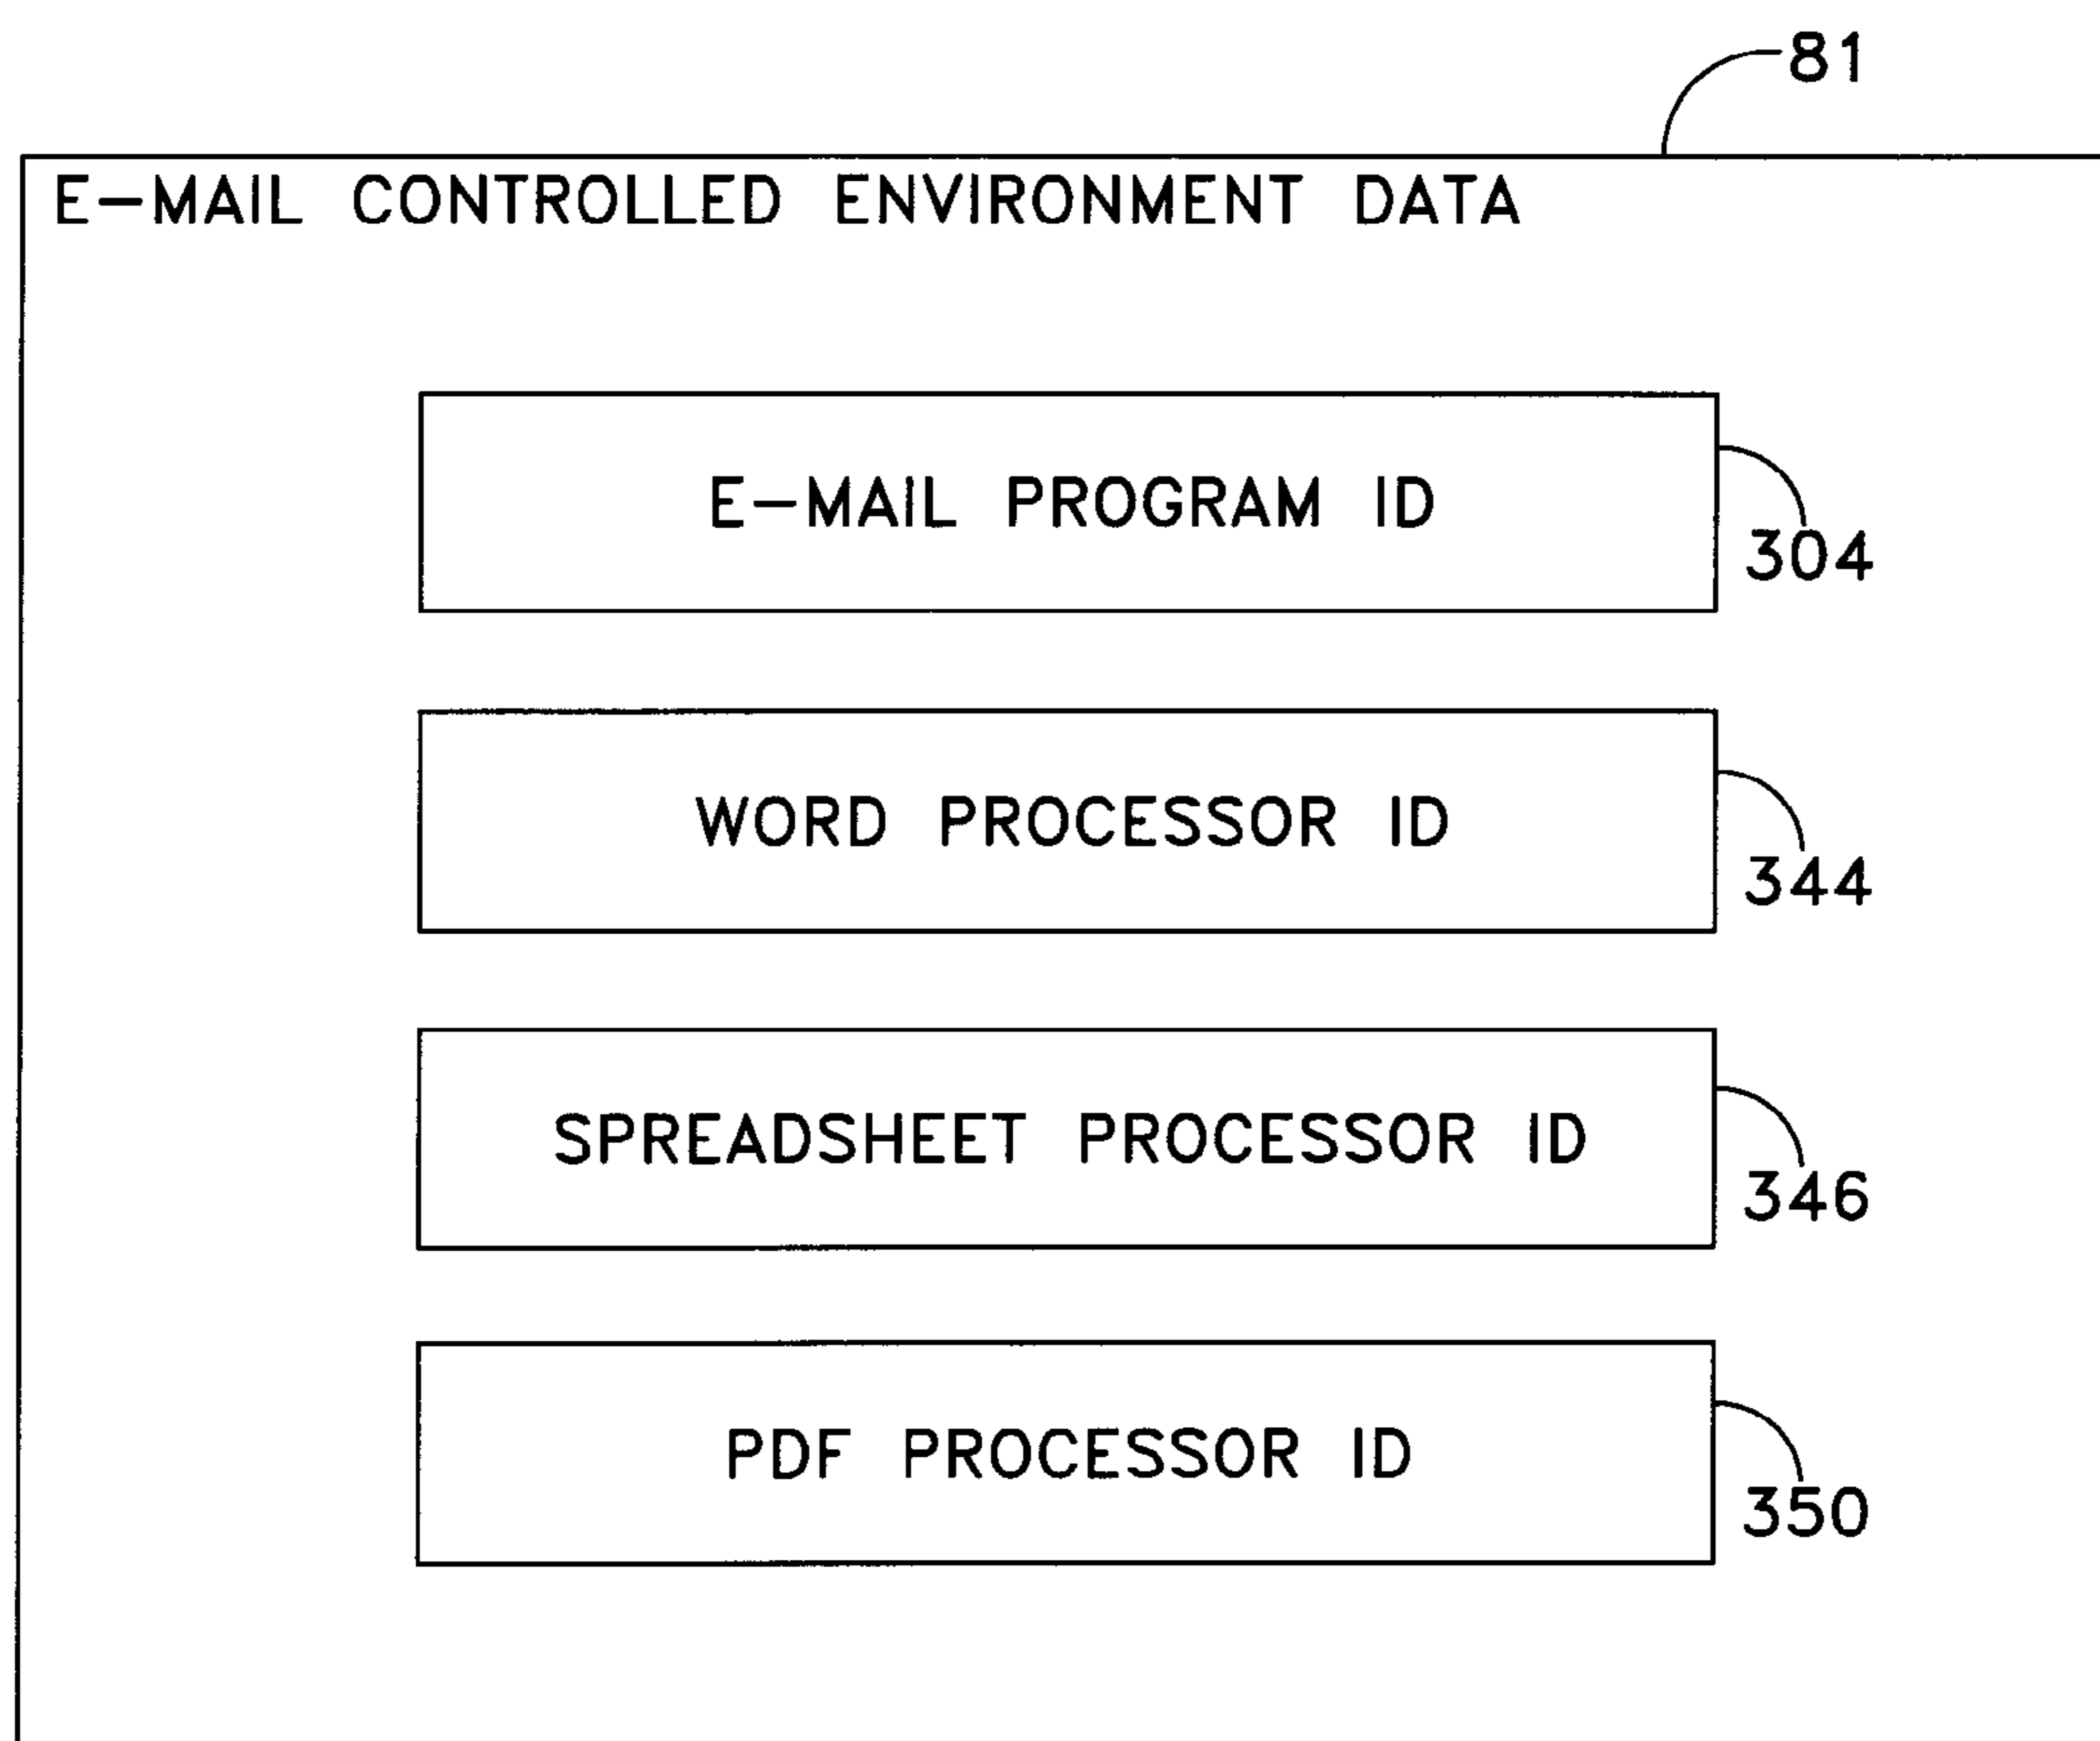 81
E-MAIL CONTROLLED ENVIRONMENT DATA
E-MAIL PROGRAM ID
304
WORD PROCESSOR ID
344
SPREADSHEET PROCESSOR ID
346
PDF PROCESSOR ID
350